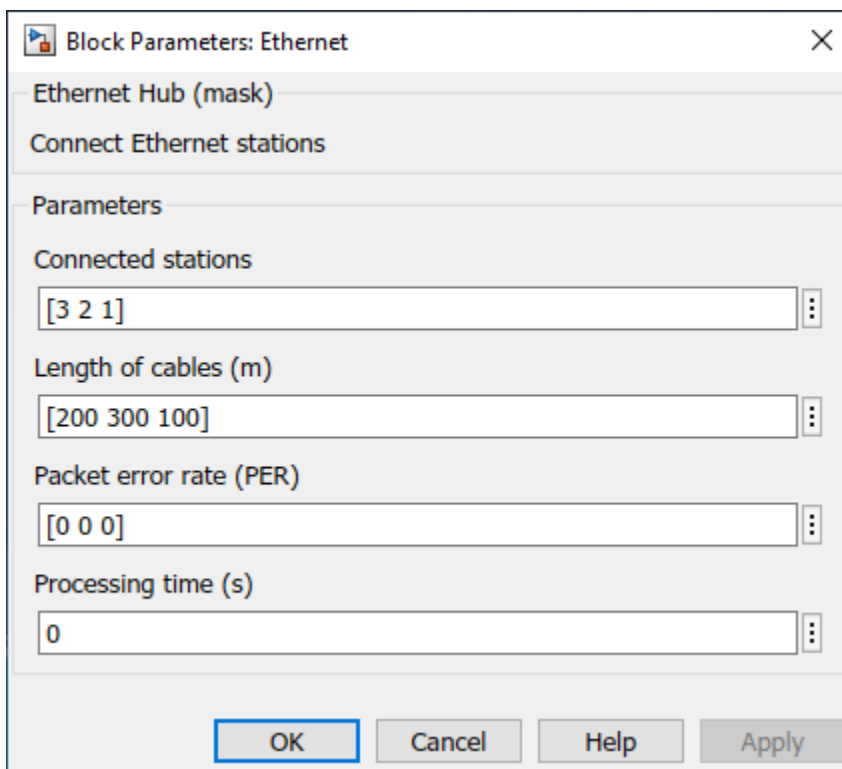 Block Parameters: Ethernet
Ethernet Hub (mask)
Connect Ethernet stations
Parameters
Connected stations
[3 2 1]
Length of cables (m)
[200 300 100]
Packet error rate (PER)
[0 0 0]
Processing time (s)
0
OK Cancel Help Apply